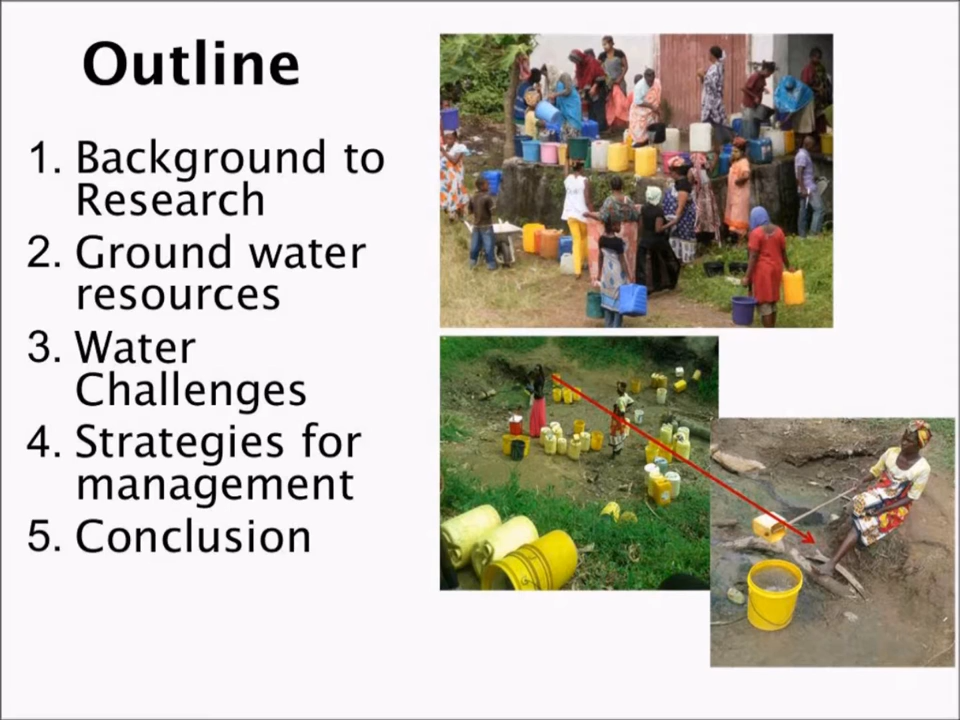 Outline
1. Background to
Research
2. Ground water
resources
3. Water
Challenges
4. Strategies for
management
5. Conclusion